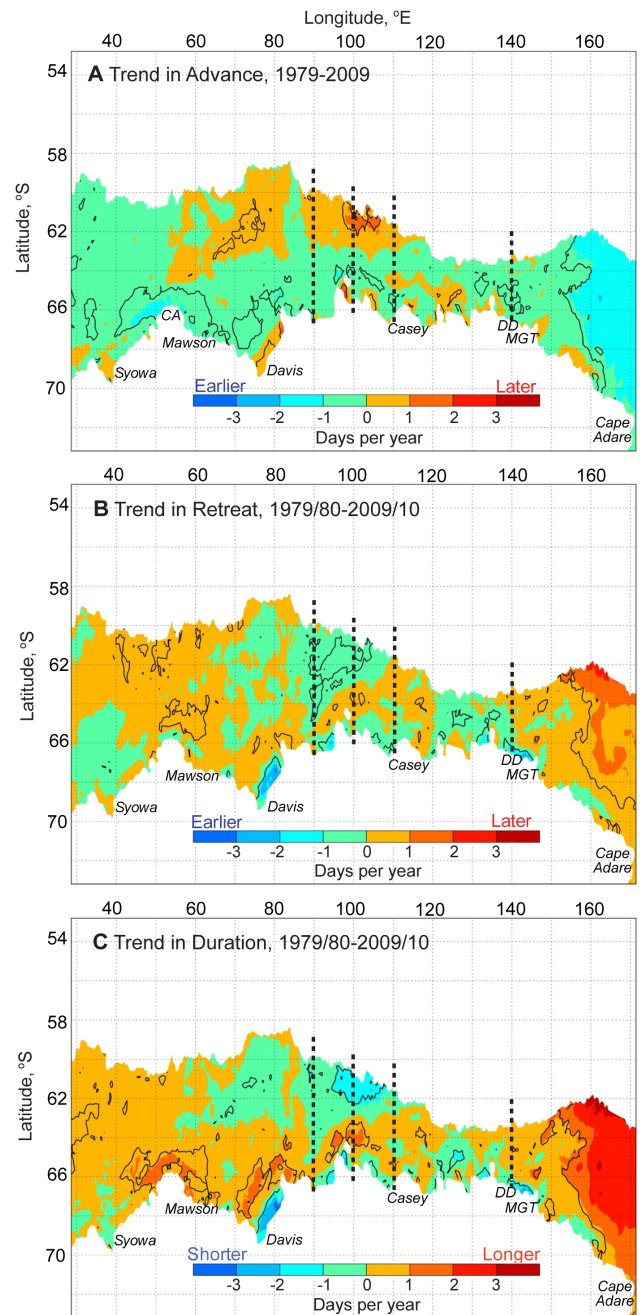 Longitude, ºE
40 60 80 100 120 140 160
54
A Trend in Advance, 1979-2009
58
Latitude, ºS
62
66
CA
Mawson
Casey
DD
MGT
Syowa
Davis
70
Earlier
Later
-3 -2 -1 0 1 2 3
Days per year
Cape
Adare
40 60 80 100 120 140 160
54
B Trend in Retreat, 1979/80-2009/10
58
Latitude, ºS
62
66
Mawson
Casey
DD
MGT
Syowa
Davis
70
Earlier
Later
-3 -2 -1 0 1 2 3
Days per year
Cape
Adare
40 60 80 100 120 140 160
54
C Trend in Duration, 1979/80-2009/10
58
Latitude, ºS
62
66
Mawson
Casey
DD
MGT
Syowa
Davis
70
Shorter
Longer
-3 -2 -1 0 1 2 3
Days per year
Cape
Adare